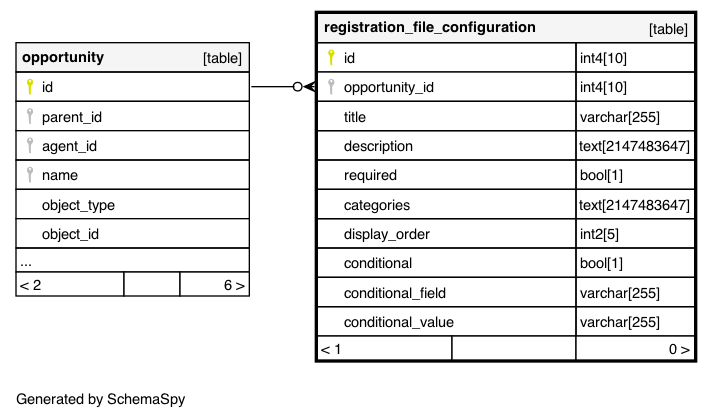 opportunity [table]
id
parent_id
agent_id
name
object_type
object_id
...
< 2 6 >
registration_file_configuration [table]
id int4[10]
opportunity_id int4[10]
title varchar[255]
description text[2147483647]
required bool[1]
categories text[2147483647]
display_order int2[5]
conditional bool[1]
conditional_field varchar[255]
conditional_value varchar[255]
< 1 0 >
Generated by SchemaSpy